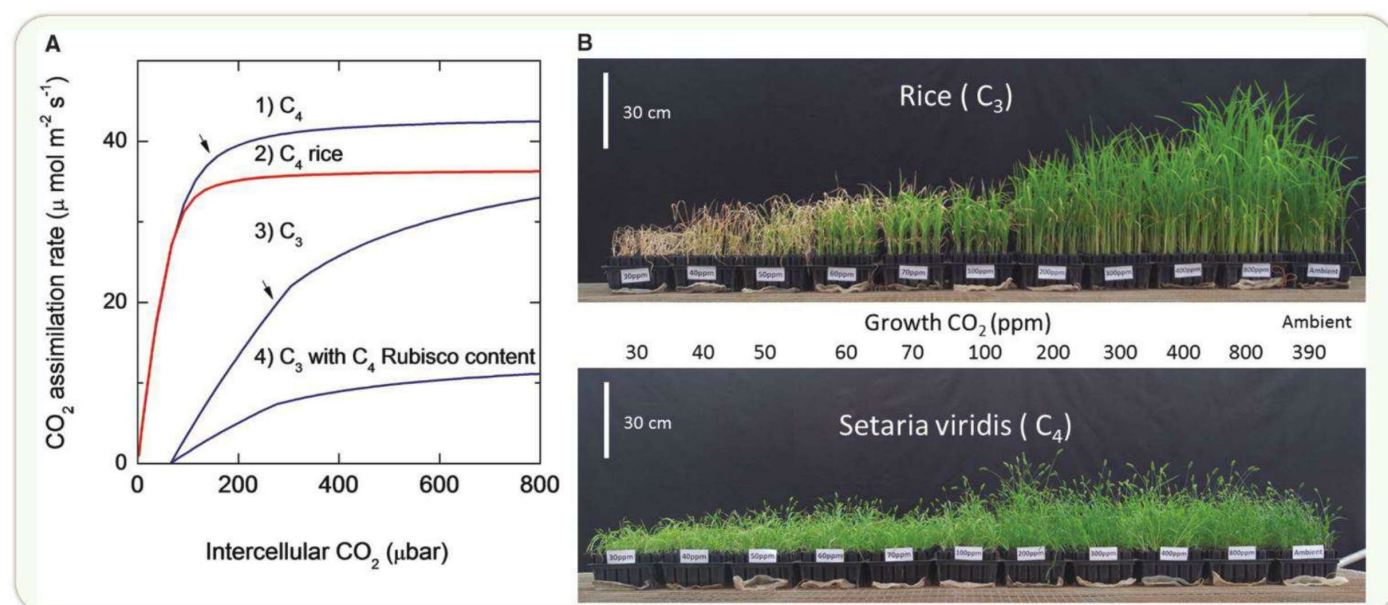 A
CO2 assimilation rate (μ mol m-2 s-1)
40
20
0
1) C4
2) C4 rice
3) C3
4) C3 with C4 Rubisco content
0 200 400 600 800
Intercellular CO2 (μbar)
B
30 cm
Rice ( C3)
30ppm 40ppm 50ppm 60ppm 70ppm 100ppm 200ppm 300ppm 400ppm 800ppm Ambient
Growth CO2 (ppm) Ambient
30 40 50 60 70 100 200 300 400 800 390
30 cm
Setaria viridis ( C4)
30ppm 40ppm 50ppm 60ppm 70ppm 100ppm 200ppm 300ppm 400ppm 800ppm Ambient